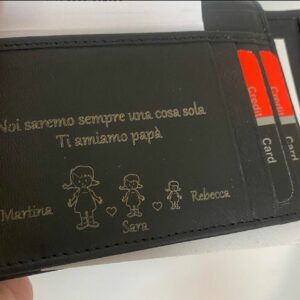 Noi saremo sempre una cosa sola
Ti amiamo papà
Martina
Sara
Rebecca
Credit
Card
Credit
Card